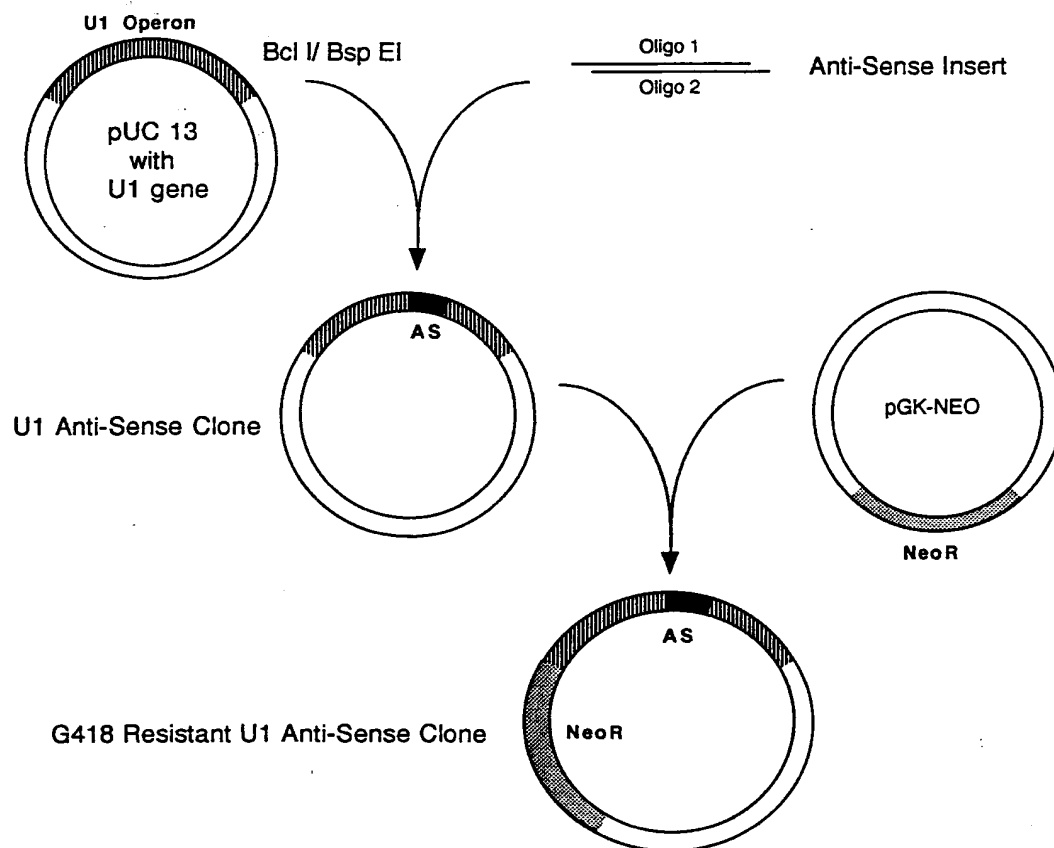 U1 Operon
Bcl I/ Bsp EI
Oligo 1
Oligo 2
Anti-Sense Insert
pUC 13
with
U1 gene
AS
U1 Anti-Sense Clone
pGK-NEO
NeoR
AS
G418 Resistant U1 Anti-Sense Clone
NeoR